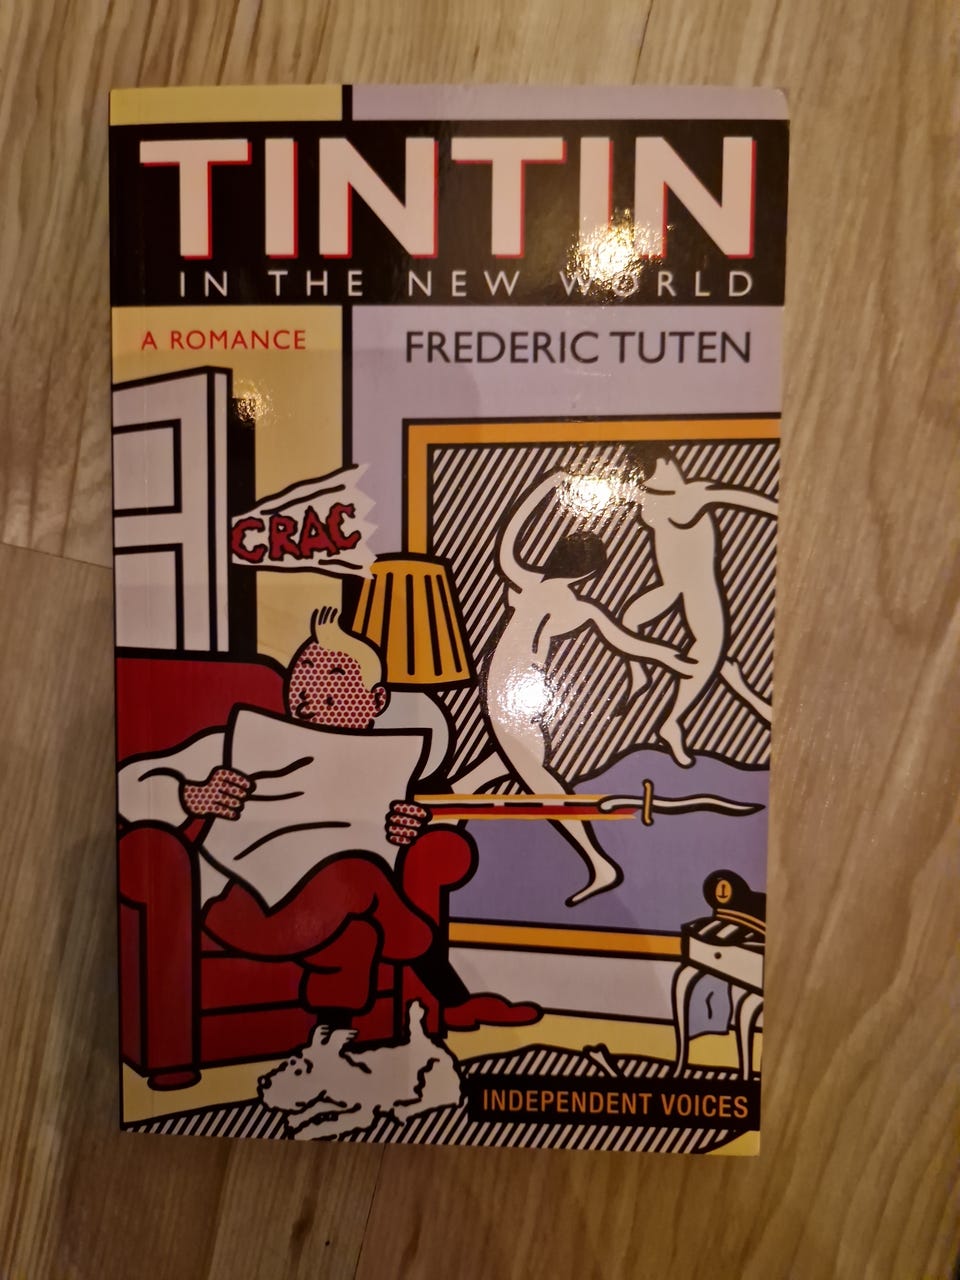 TINTIN
IN THE NEW WORLD
A ROMANCE
FREDERIC TUTEN
CRAC
INDEPENDENT VOICES